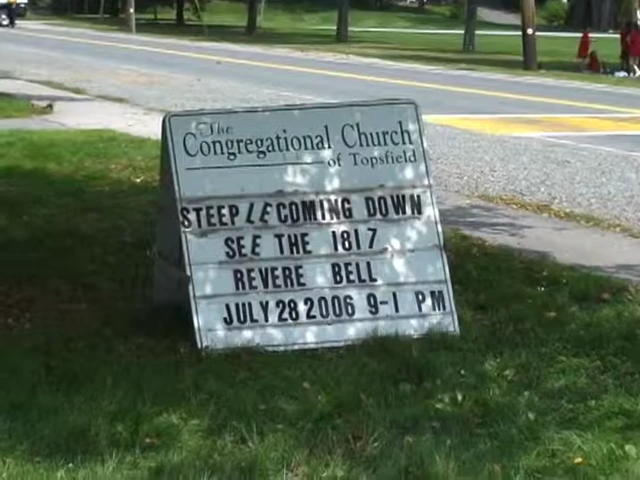 The
Congregational Church
of Topsfield
STEEPLE COMING DOWN
SEE THE 1817
REVERE BELL
JULY 28 2006 9-1 PM